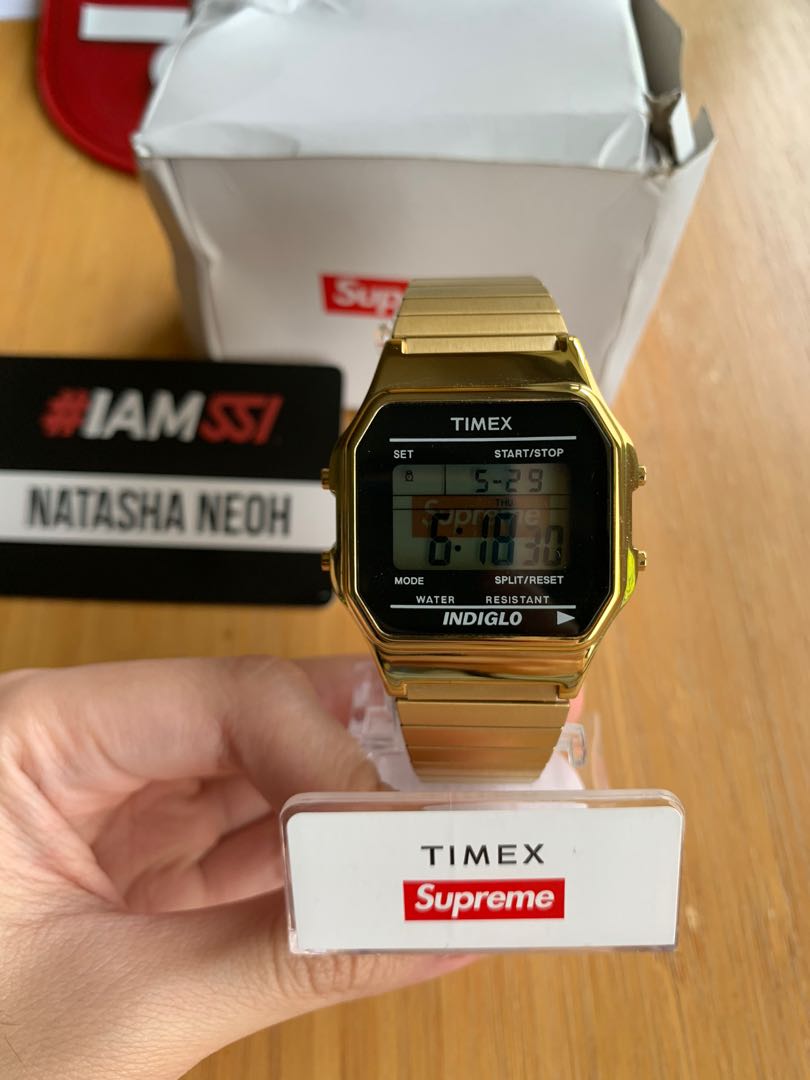 Sup
#IAMSSI
NATASHA NEOH
TIMEX
SET START/STOP
5-29
THU
Supreme
6:18 30
MODE SPLIT/RESET
WATER RESISTANT
INDIGLO
TIMEX
Supreme